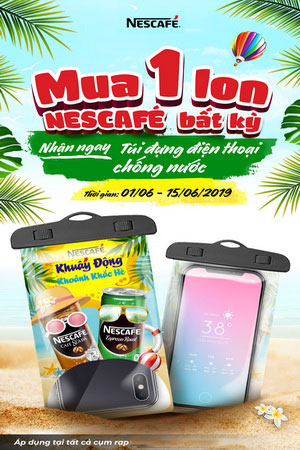 NESCAFÉ
Mua 1 lon
NESCAFÉ bất kỳ
Nhận ngay Túi đựng điện thoại
chống nước
Thời gian: 01/06 - 15/06/2019
NESCAFÉ
Khuấy Động
Khoảnh Khắc Hè
NESCAFÉ
NESCAFÉ
Espresso Roast
38
Áp dụng tại tất cả cụm rạp